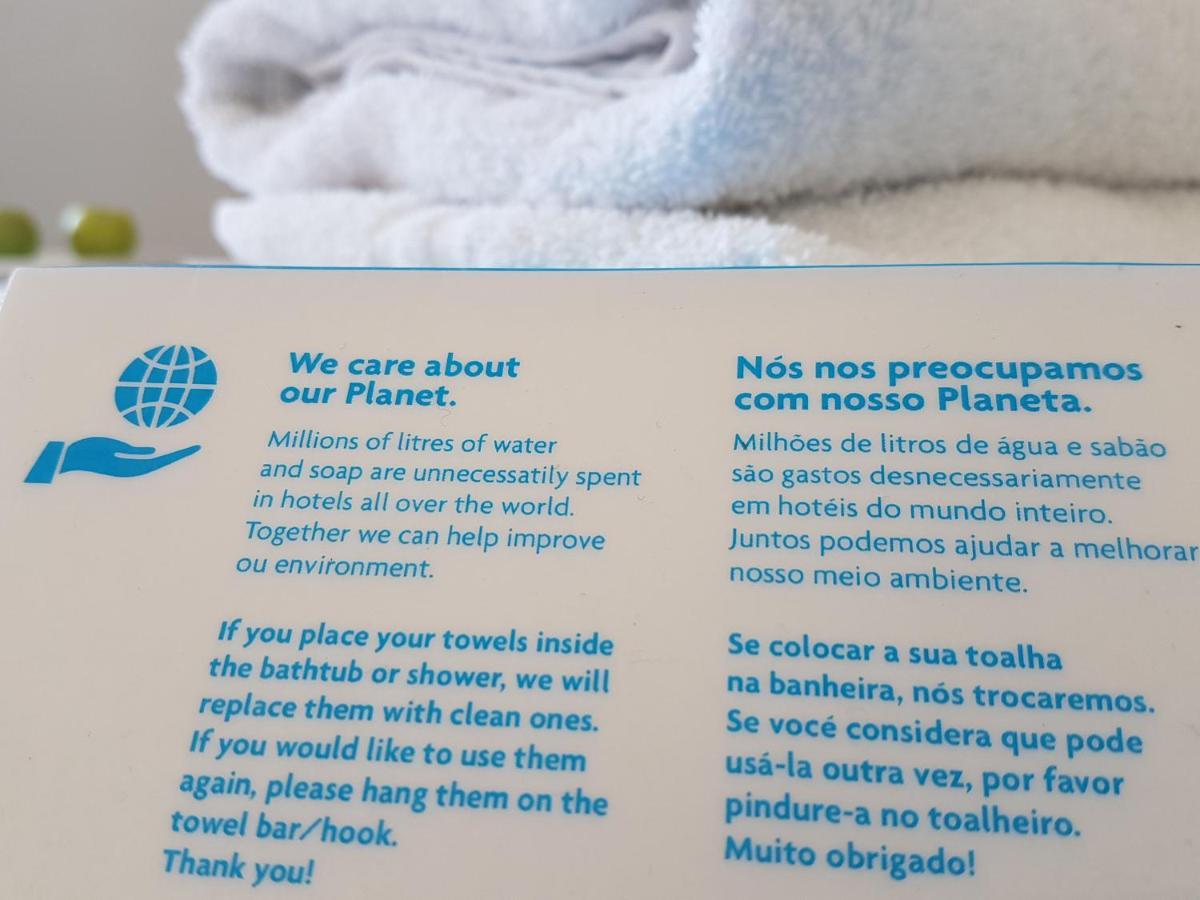 We care about
our Planet.
Millions of litres of water
and soap are unnecessatily spent
in hotels all over the world.
Together we can help improve
ou environment.
If you place your towels inside
the bathtub or shower, we will
replace them with clean ones.
If you would like to use them
again, please hang them on the
towel bar/hook.
Thank you!
Nós nos preocupamos
com nosso Planeta.
Milhões de litros de água e sabão
são gastos desnecessariamente
em hotéis do mundo inteiro.
Juntos podemos ajudar a melhorar
nosso meio ambiente.
Se colocar a sua toalha
na banheira, nós trocaremos.
Se vocé considera que pode
usá-la outra vez, por favor
pindure-a no toalheiro.
Muito obrigado!